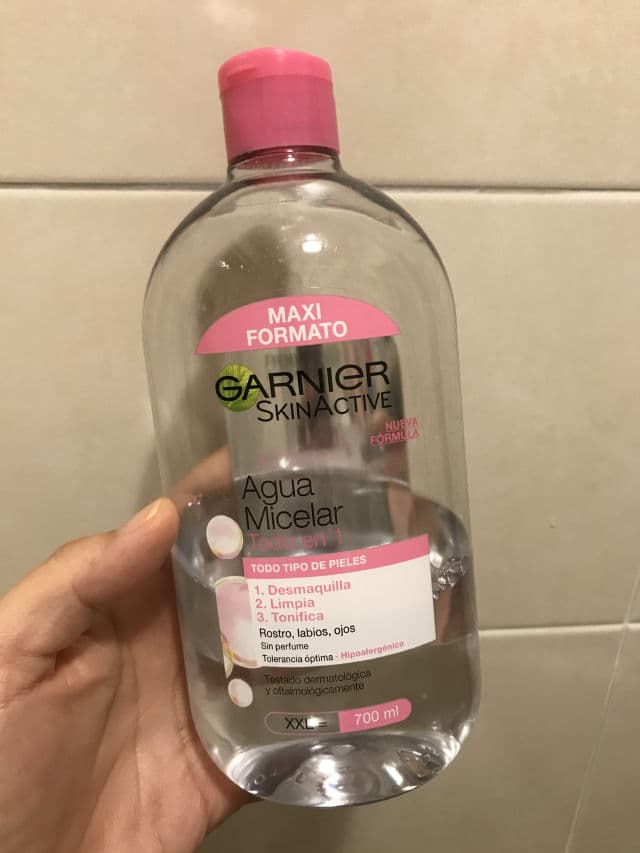 MAXI
FORMATO
GARNIER
SKINACTIVE
NUEVA
FÓRMULA
Agua
Micelar
Todo en 1
TODO TIPO DE PIELES
1. Desmaquilla
2. Limpia
3. Tonifica
Rostro, labios, ojos
Sin perfume
Tolerancia óptima - Hipoalergénico
Testado dermatológica
y oftalmológicamente
XXL = 700 ml